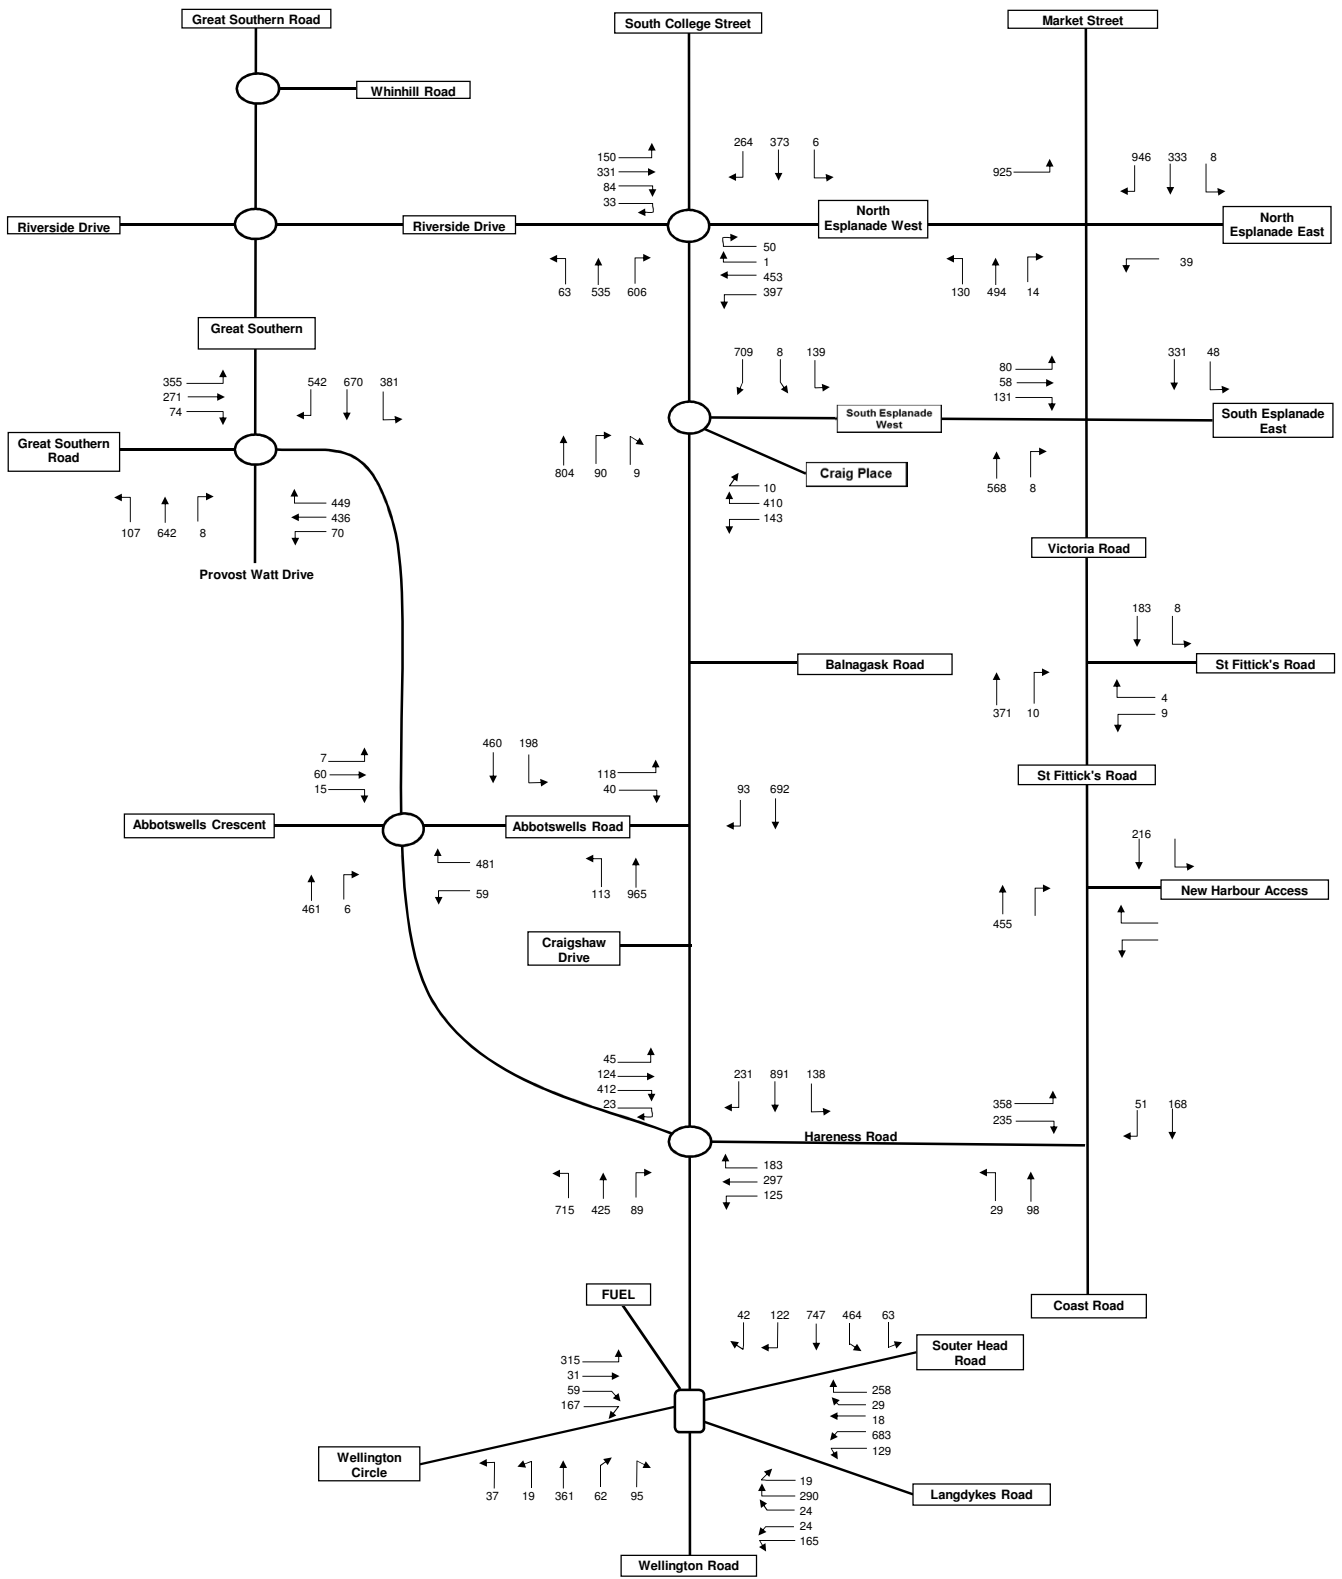 Great Southern Road
South College Street
Market Street
Whinhill Road
150
331
84
33
264 373 6
925
946 333 8
Riverside Drive
Riverside Drive
North
Esplanade West
North
Esplanade East
63 535 606
50
1
453
397
130 494 14
39
Great Southern
355
271
74
542 670 381
709 8 139
80
58
131
331 48
Great Southern
Road
South Esplanade
West
South Esplanade
East
804 90 9
Craig Place
107 642 8
449
436
70
10
410
143
568 8
Victoria Road
Provost Watt Drive
183 8
Balnagask Road
St Fittick's Road
371 10
4
9
7
60
15
460 198
118
40
93 692
St Fittick's Road
Abbotswells Crescent
Abbotswells Road
216
461 6
481
59
113 965
455
New Harbour Access
Craigshaw
Drive
45
124
412
23
231 891 138
358
235
51 168
Hareness Road
715 425 89
183
297
125
29 98
FUEL
Coast Road
42 122 747 464 63
315
31
59
167
Souter Head
Road
258
29
18
683
129
Wellington
Circle
37 19 361 62 95
19
290
24
24
165
Langdykes Road
Wellington Road